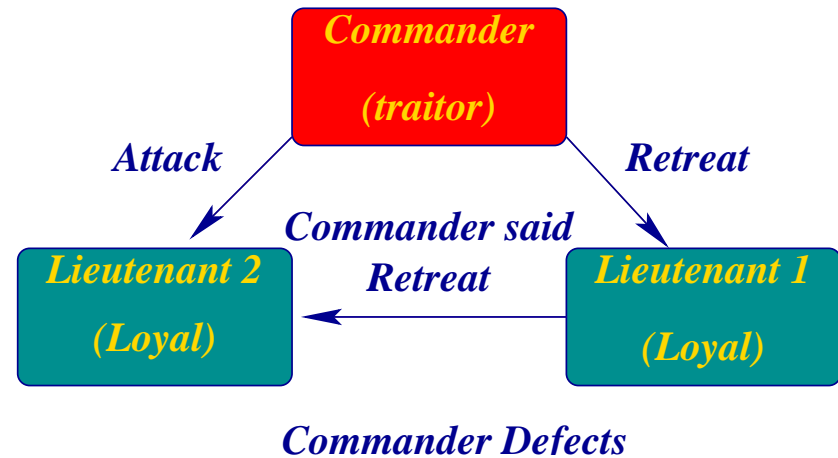 Commander
(traitor)
Attack
Retreat
Commander said
Retreat
Lieutenant 2
(Loyal)
Lieutenant 1
(Loyal)
Commander Defects